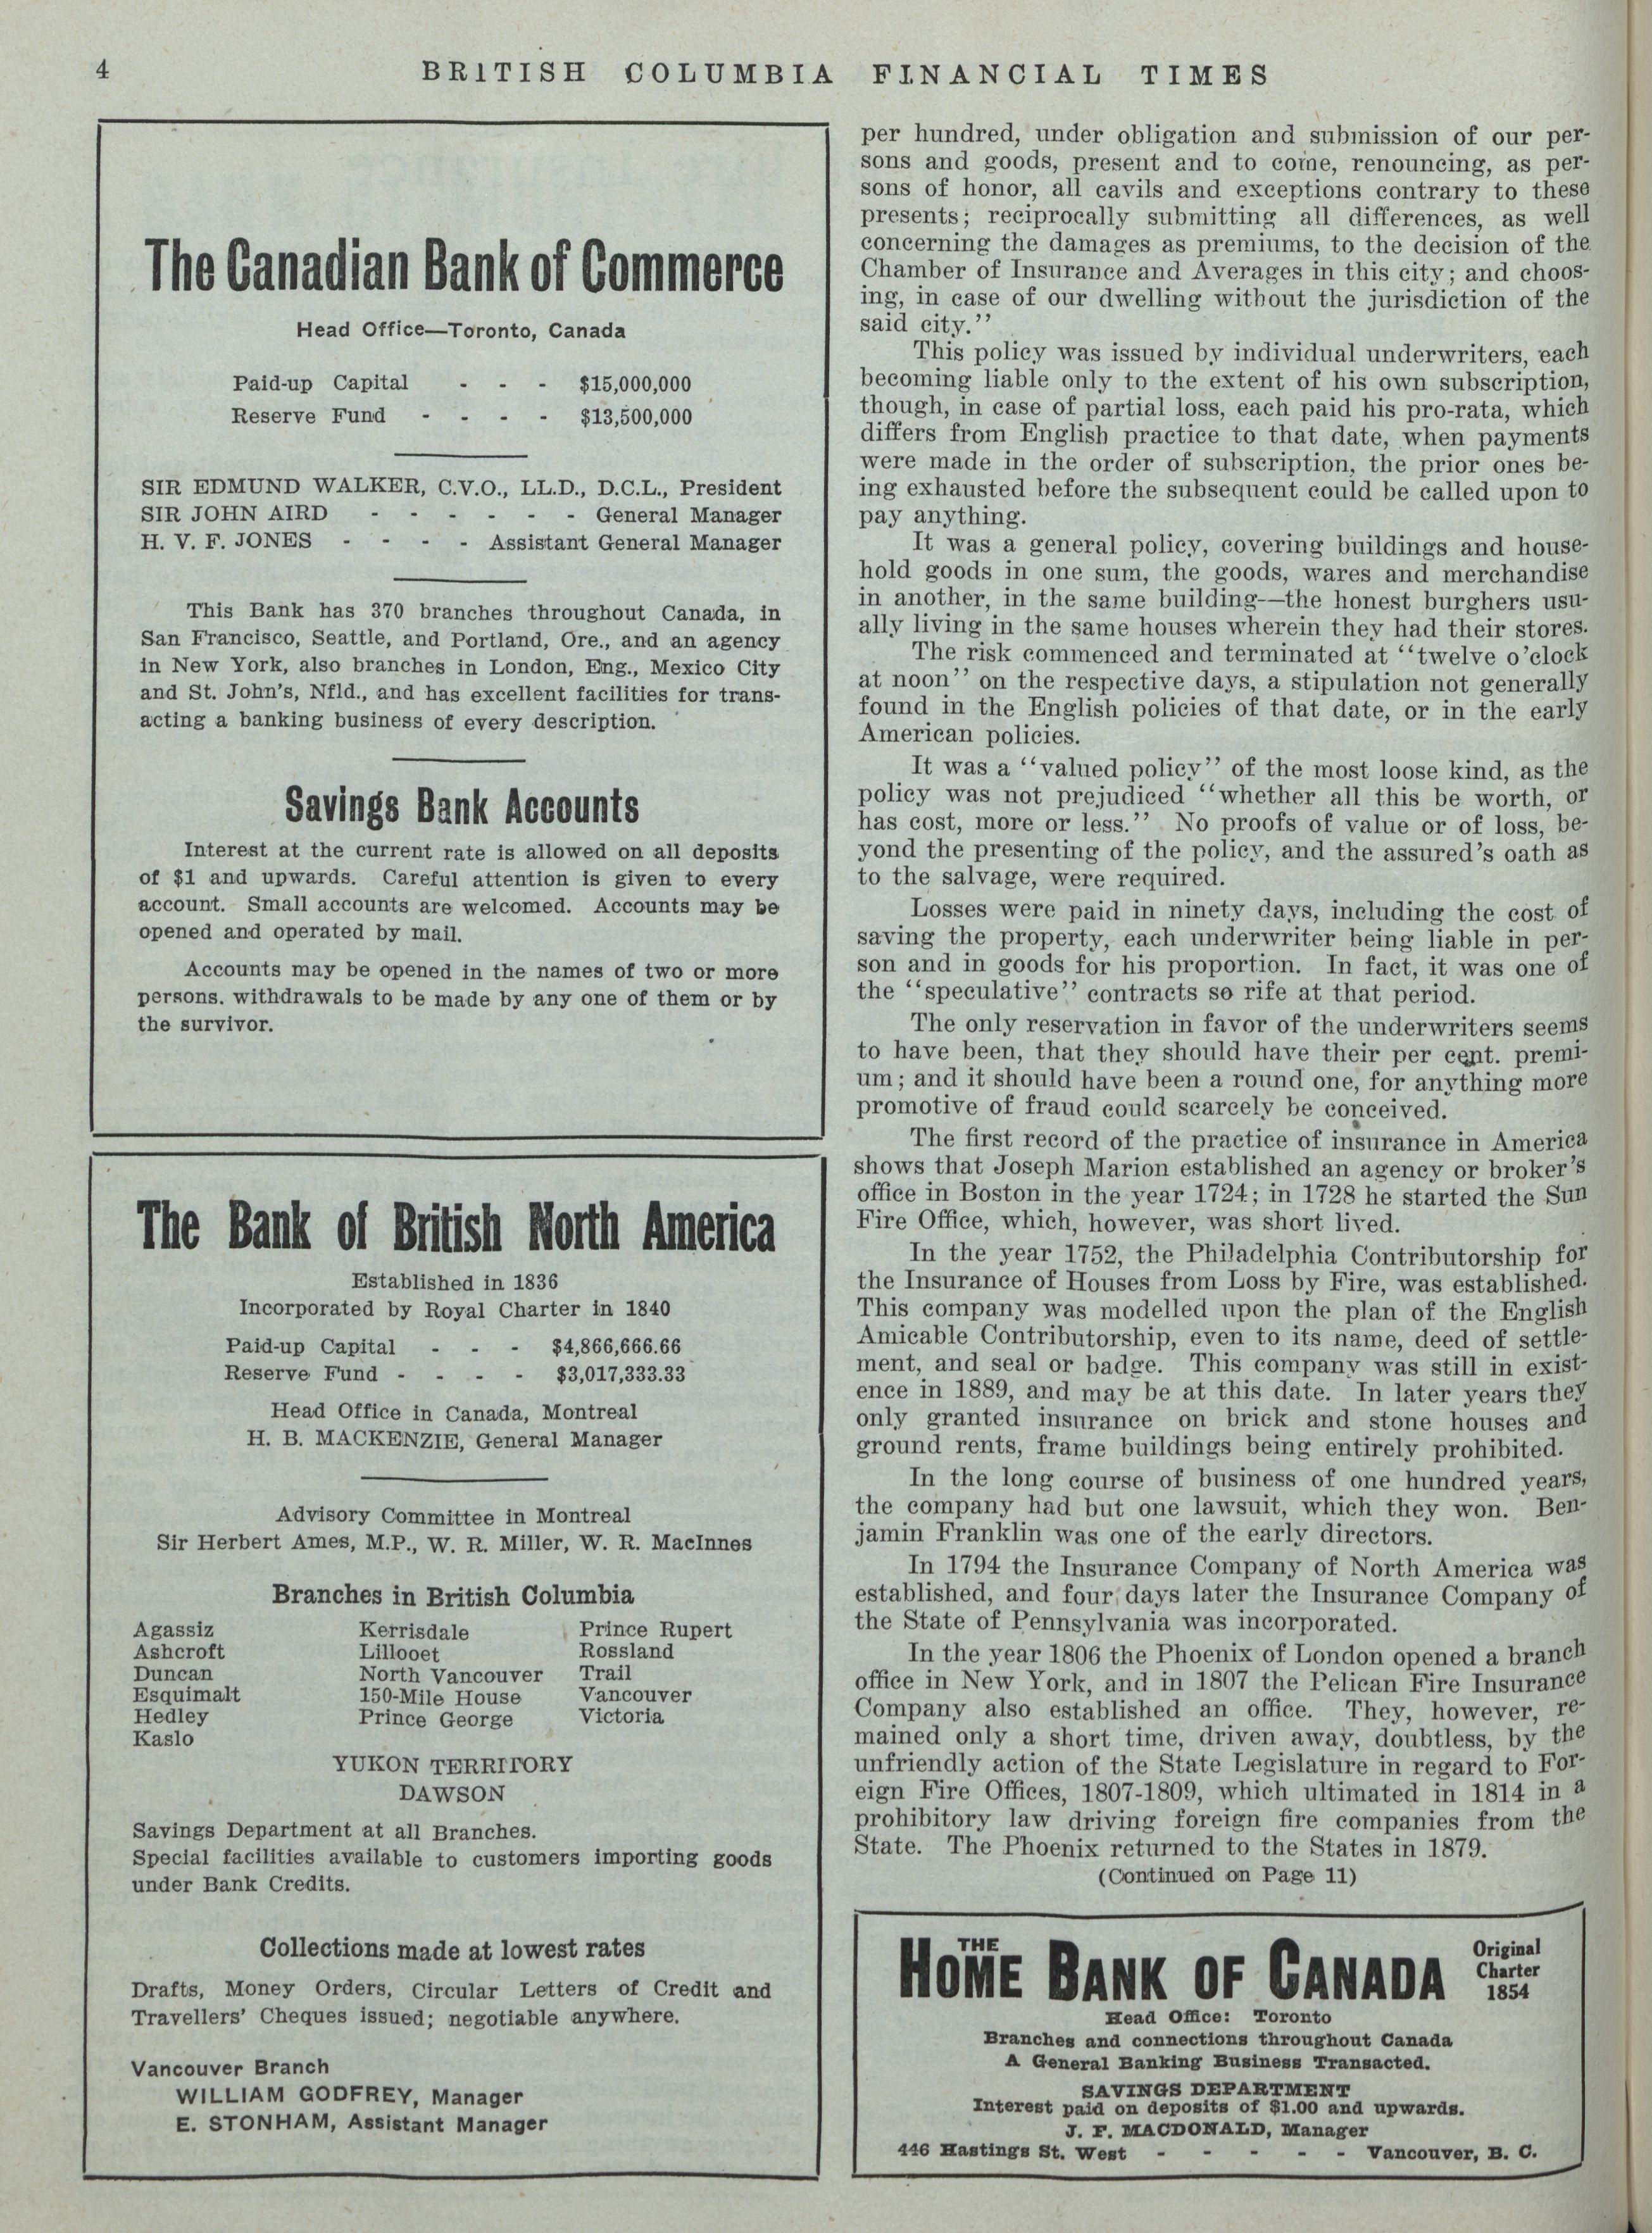 4
BRITISH COLUMBIA FINANCIAL TIMES
The Canadian Bank of Commerce
Head Office—Toronto, Canada
Paid-up Capital - - - $15,000,000
Reserve Fund - - - - $13,500,000
SIR EDMUND WALKER, C.V.O., LL.D., D.C.L., President
SIR JOHN AIRD - - - - - - General Manager
H. V. F. JONES - - - - Assistant General Manager
This Bank has 370 branches throughout Canada, in
San Francisco, Seattle, and Portland, Ore., and an agency
in New York, also branches in London, Eng., Mexico City
and St. John's, Nfld., and has excellent facilities for trans-
acting a banking business of every description.
Savings Bank Accounts
Interest at the current rate is allowed on all deposits
of $1 and upwards. Careful attention is given to every
account. Small accounts are welcomed. Accounts may be
opened and operated by mail.
Accounts may be opened in the names of two or more
persons. withdrawals to be made by any one of them or by
the survivor.
The Bank of British North America
Established in 1836
Incorporated by Royal Charter in 1840
Paid-up Capital - - - $4,866,666.66
Reserve Fund - - - - $3,017,333.33
Head Office in Canada, Montreal
H. B. MACKENZIE, General Manager
Advisory Committee in Montreal
Sir Herbert Ames, M.P., W. R. Miller, W. R. MacInnes
Branches in British Columbia
Agassiz Kerrisdale Prince Rupert
Ashcroft Lillooet Rossland
Duncan North Vancouver Trail
Esquimalt 150-Mile House Vancouver
Hedley Prince George Victoria
Kaslo
YUKON TERRITORY
DAWSON
Savings Department at all Branches.
Special facilities available to customers importing goods
under Bank Credits.
Collections made at lowest rates
Drafts, Money Orders, Circular Letters of Credit and
Travellers' Cheques issued; negotiable anywhere.
Vancouver Branch
WILLIAM GODFREY, Manager
E. STONHAM, Assistant Manager
per hundred, under obligation and submission of our per-
sons and goods, present and to come, renouncing, as per-
sons of honor, all cavils and exceptions contrary to these
presents; reciprocally submitting all differences, as well
concerning the damages as premiums, to the decision of the
Chamber of Insurance and Averages in this city; and choos-
ing, in case of our dwelling without the jurisdiction of the
said city."
This policy was issued by individual underwriters, each
becoming liable only to the extent of his own subscription,
though, in case of partial loss, each paid his pro-rata, which
differs from English practice to that date, when payments
were made in the order of subscription, the prior ones be-
ing exhausted before the subsequent could be called upon to
pay anything.
It was a general policy, covering buildings and house-
hold goods in one sum, the goods, wares and merchandise
in another, in the same building—the honest burghers usu-
ally living in the same houses wherein they had their stores.
The risk commenced and terminated at "twelve o'clock
at noon" on the respective days, a stipulation not generally
found in the English policies of that date, or in the early
American policies.
It was a "valued policy" of the most loose kind, as the
policy was not prejudiced "whether all this be worth, or
has cost, more or less." No proofs of value or of loss, be-
yond the presenting of the policy, and the assured's oath as
to the salvage, were required.
Losses were paid in ninety days, including the cost of
saving the property, each underwriter being liable in per-
son and in goods for his proportion. In fact, it was one of
the "speculative" contracts so rife at that period.
The only reservation in favor of the underwriters seems
to have been, that they should have their per cent. premi-
um; and it should have been a round one, for anything more
promotive of fraud could scarcely be conceived.
The first record of the practice of insurance in America
shows that Joseph Marion established an agency or broker's
office in Boston in the year 1724; in 1728 he started the Sun
Fire Office, which, however, was short lived.
In the year 1752, the Philadelphia Contributorship for
the Insurance of Houses from Loss by Fire, was established.
This company was modelled upon the plan of the English
Amicable Contributorship, even to its name, deed of settle-
ment, and seal or badge. This company was still in exist-
ence in 1889, and may be at this date. In later years they
only granted insurance on brick and stone houses and
ground rents, frame buildings being entirely prohibited.
In the long course of business of one hundred years,
the company had but one lawsuit, which they won. Ben-
jamin Franklin was one of the early directors.
In 1794 the Insurance Company of North America was
established, and four days later the Insurance Company of
the State of Pennsylvania was incorporated.
In the year 1806 the Phoenix of London opened a branch
office in New York, and in 1807 the Pelican Fire Insurance
Company also established an office. They, however, re-
mained only a short time, driven away, doubtless, by the
unfriendly action of the State Legislature in regard to For-
eign Fire Offices, 1807-1809, which ultimated in 1814 in a
prohibitory law driving foreign fire companies from the
State. The Phoenix returned to the States in 1879.
(Continued on Page 11)
THE HOME BANK OF CANADA
Original
Charter
1854
Head Office: Toronto
Branches and connections throughout Canada
A General Banking Business Transacted.
SAVINGS DEPARTMENT
Interest paid on deposits of $1.00 and upwards.
J. F. MACDONALD, Manager
446 Hastings St. West - - - - - Vancouver, B. C.